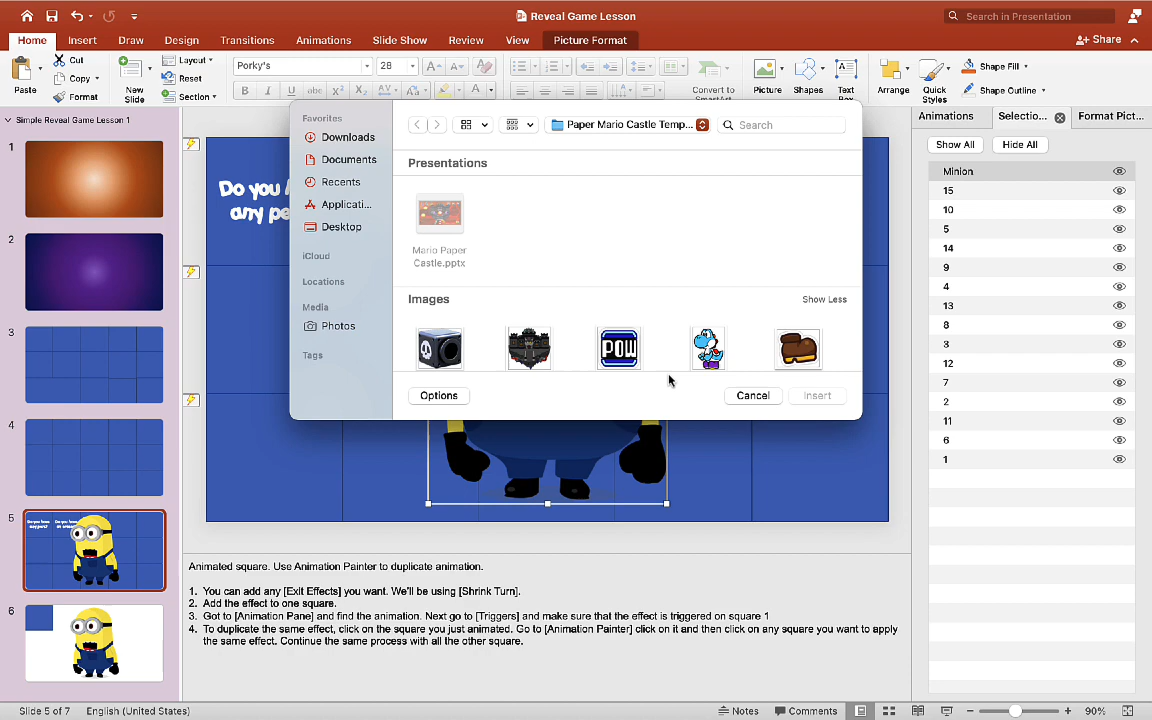 Reveal Game Lesson
Search in Presentation
Home Insert Draw Design Transitions Animations Slide Show Review View Picture Format
Share
Paste
Cut
Copy
Format
New Slide
Layout
Reset
Section
Porky's
28
Convert to SmartArt
Picture
Shapes
Text Box
Arrange
Quick Styles
Shape Fill
Shape Outline
Simple Reveal Game Lesson 1
1
2
3
4
5
6
Do you
any pe
Favorites
Downloads
Documents
Recents
Applicati...
Desktop
iCloud
Locations
Media
Photos
Tags
Paper Mario Castle Temp...
Search
Presentations
Mario Paper
Castle.pptx
Images
Show Less
POW
Options
Cancel
Insert
Animations
Selectio...
Format Pict...
Show All
Hide All
Minion
15
10
5
14
9
4
13
8
3
12
7
2
11
6
1
Animated square. Use Animation Painter to duplicate animation.
1. You can add any [Exit Effects] you want. We'll be using [Shrink Turn].
2. Add the effect to one square.
3. Got to [Animation Pane] and find the animation. Next go to [Triggers] and make sure that the effect is triggered on square 1
4. To duplicate the same effect, click on the square you just animated. Go to [Animation Painter] click on it and then click on any square you want to apply
the same effect. Continue the same process with all the other square.
Slide 5 of 7
English (United States)
Notes
Comments
90%